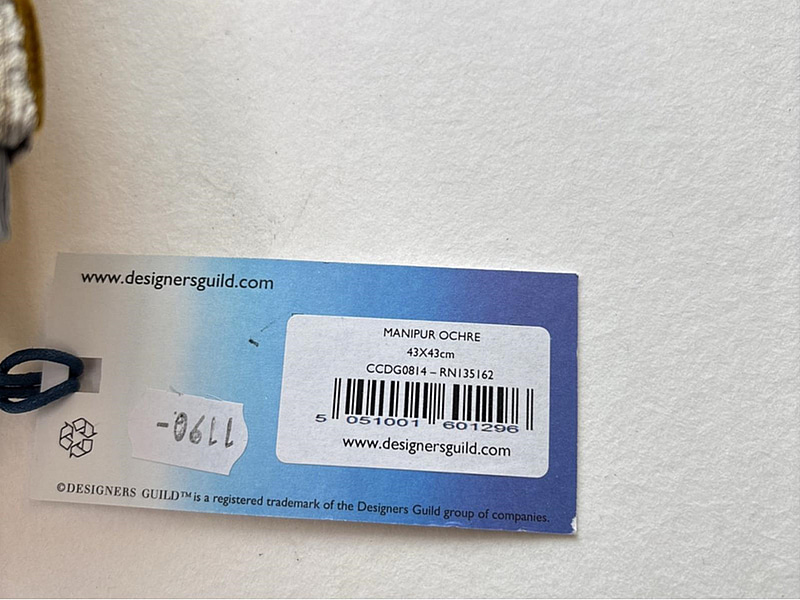 www.designersguild.com
MANIPUR OCHRE
43X43cm
CCDG0814 – RN135162
5 051001 601296
www.designersguild.com
1190-
©DESIGNERS GUILD™ is a registered trademark of the Designers Guild group of companies.